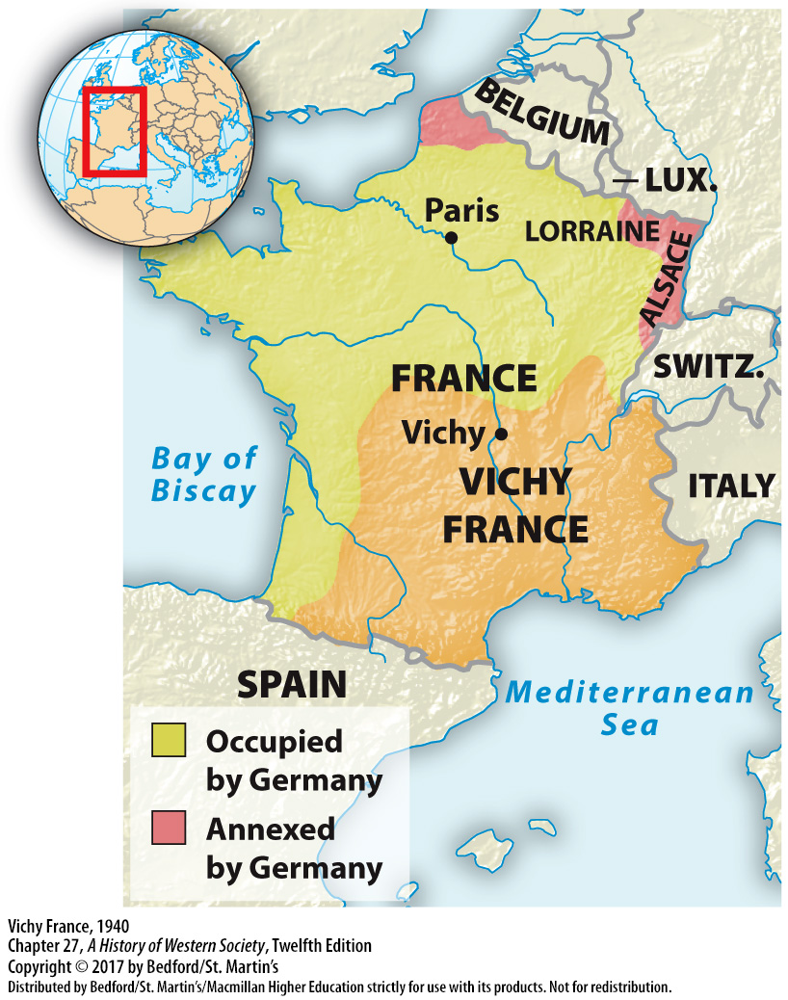 BELGIUM
LUX.
Paris
LORRAINE
ALSACE
SWITZ.
FRANCE
Vichy
VICHY
FRANCE
Bay of
Biscay
ITALY
SPAIN
Mediterranean
Sea
Occupied
by Germany
Annexed
by Germany
Vichy France, 1940
Chapter 27, A History of Western Society, Twelfth Edition
Copyright © 2017 by Bedford/St. Martin’s
Distributed by Bedford/St. Martin’s/Macmillan Higher Education strictly for use with its products. Not for redistribution.